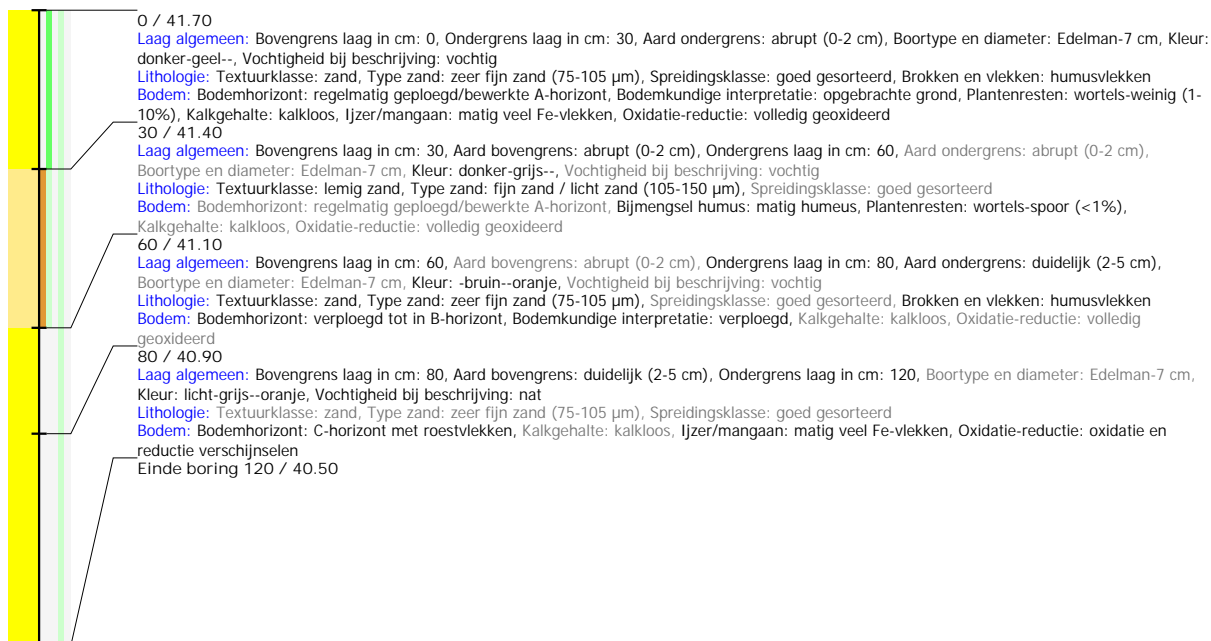 0 / 41.70
Laag algemeen: Bovengrens laag in cm: 0, Ondergrens laag in cm: 30, Aard ondergrens: abrupt (0-2 cm), Boortype en diameter: Edelman-7 cm, Kleur:
donker-geel--, Vochtigheid bij beschrijving: vochtig
Lithologie: Textuurklasse: zand, Type zand: zeer fijn zand (75-105 µm), Spreidingsklasse: goed gesorteerd, Brokken en vlekken: humusvlekken
Bodem: Bodemhorizont: regelmatig geploegd/bewerkte A-horizont, Bodemkundige interpretatie: opgebrachte grond, Plantenresten: wortels-weinig (1-
10%), Kalkgehalte: kalkloos, Ijzer/mangaan: matig veel Fe-vlekken, Oxidatie-reductie: volledig geoxideerd
30 / 41.40
Laag algemeen: Bovengrens laag in cm: 30, Aard bovengrens: abrupt (0-2 cm), Ondergrens laag in cm: 60, Aard ondergrens: abrupt (0-2 cm),
Boortype en diameter: Edelman-7 cm, Kleur: donker-grijs--, Vochtigheid bij beschrijving: vochtig
Lithologie: Textuurklasse: lemig zand, Type zand: fijn zand / licht zand (105-150 µm), Spreidingsklasse: goed gesorteerd
Bodem: Bodemhorizont: regelmatig geploegd/bewerkte A-horizont, Bijmengsel humus: matig humeus, Plantenresten: wortels-spoor (<1%),
Kalkgehalte: kalkloos, Oxidatie-reductie: volledig geoxideerd
60 / 41.10
Laag algemeen: Bovengrens laag in cm: 60, Aard bovengrens: abrupt (0-2 cm), Ondergrens laag in cm: 80, Aard ondergrens: duidelijk (2-5 cm),
Boortype en diameter: Edelman-7 cm, Kleur: -bruin--oranje, Vochtigheid bij beschrijving: vochtig
Lithologie: Textuurklasse: zand, Type zand: zeer fijn zand (75-105 µm), Spreidingsklasse: goed gesorteerd, Brokken en vlekken: humusvlekken
Bodem: Bodemhorizont: verploegd tot in B-horizont, Bodemkundige interpretatie: verploegd, Kalkgehalte: kalkloos, Oxidatie-reductie: volledig
geoxideerd
80 / 40.90
Laag algemeen: Bovengrens laag in cm: 80, Aard bovengrens: duidelijk (2-5 cm), Ondergrens laag in cm: 120, Boortype en diameter: Edelman-7 cm,
Kleur: licht-grijs--oranje, Vochtigheid bij beschrijving: nat
Lithologie: Textuurklasse: zand, Type zand: zeer fijn zand (75-105 µm), Spreidingsklasse: goed gesorteerd
Bodem: Bodemhorizont: C-horizont met roestvlekken, Kalkgehalte: kalkloos, Ijzer/mangaan: matig veel Fe-vlekken, Oxidatie-reductie: oxidatie en
reductie verschijnselen
Einde boring 120 / 40.50